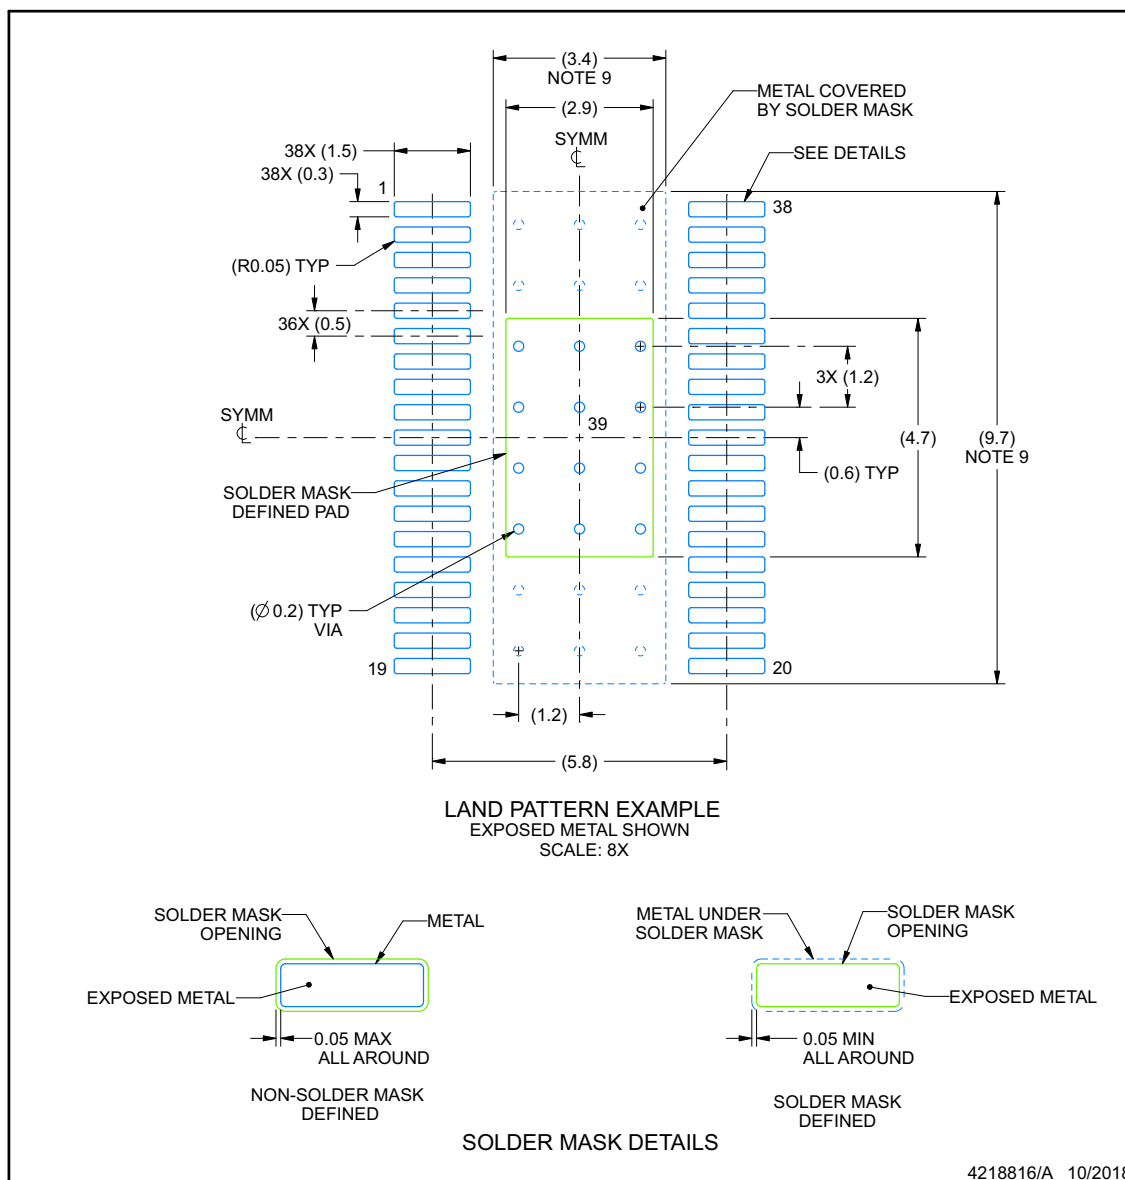 (3.4)
NOTE 9
METAL COVERED
BY SOLDER MASK
(2.9)
SYMM
℄
38X (1.5)
SEE DETAILS
38X (0.3)
1
38
(R0.05) TYP
36X (0.5)
3X (1.2)
SYMM
℄
39
(4.7)
(9.7)
NOTE 9
(0.6) TYP
SOLDER MASK
DEFINED PAD
(Ø 0.2) TYP
VIA
19
20
(1.2)
(5.8)
LAND PATTERN EXAMPLE
EXPOSED METAL SHOWN
SCALE: 8X
SOLDER MASK
OPENING
METAL
EXPOSED METAL
0.05 MAX
ALL AROUND
NON-SOLDER MASK
DEFINED
METAL UNDER
SOLDER MASK
SOLDER MASK
OPENING
EXPOSED METAL
0.05 MIN
ALL AROUND
SOLDER MASK
DEFINED
SOLDER MASK DETAILS
4218816/A 10/2018